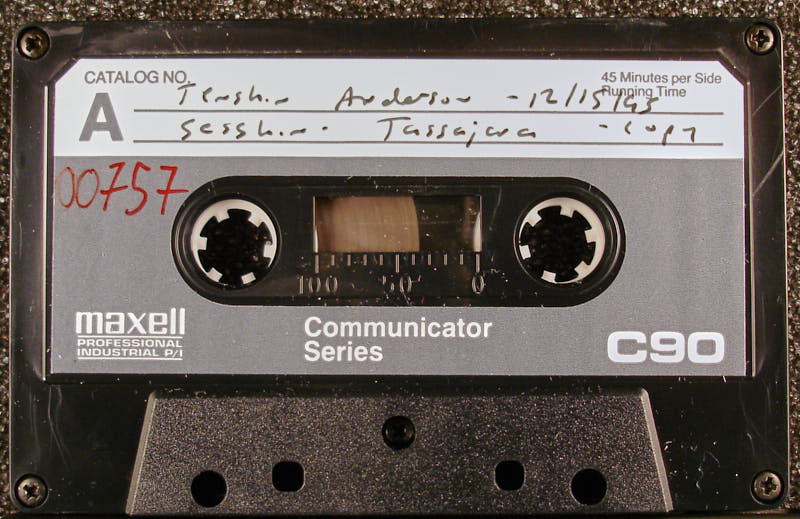 CATALOG NO.
45 Minutes per Side
Running Time
A
Tenshin Anderson - 12/15/93
Sesshin. Tassajara - copy
00757
100 50 0
maxell
PROFESSIONAL
INDUSTRIAL P/I
Communicator
Series
C90